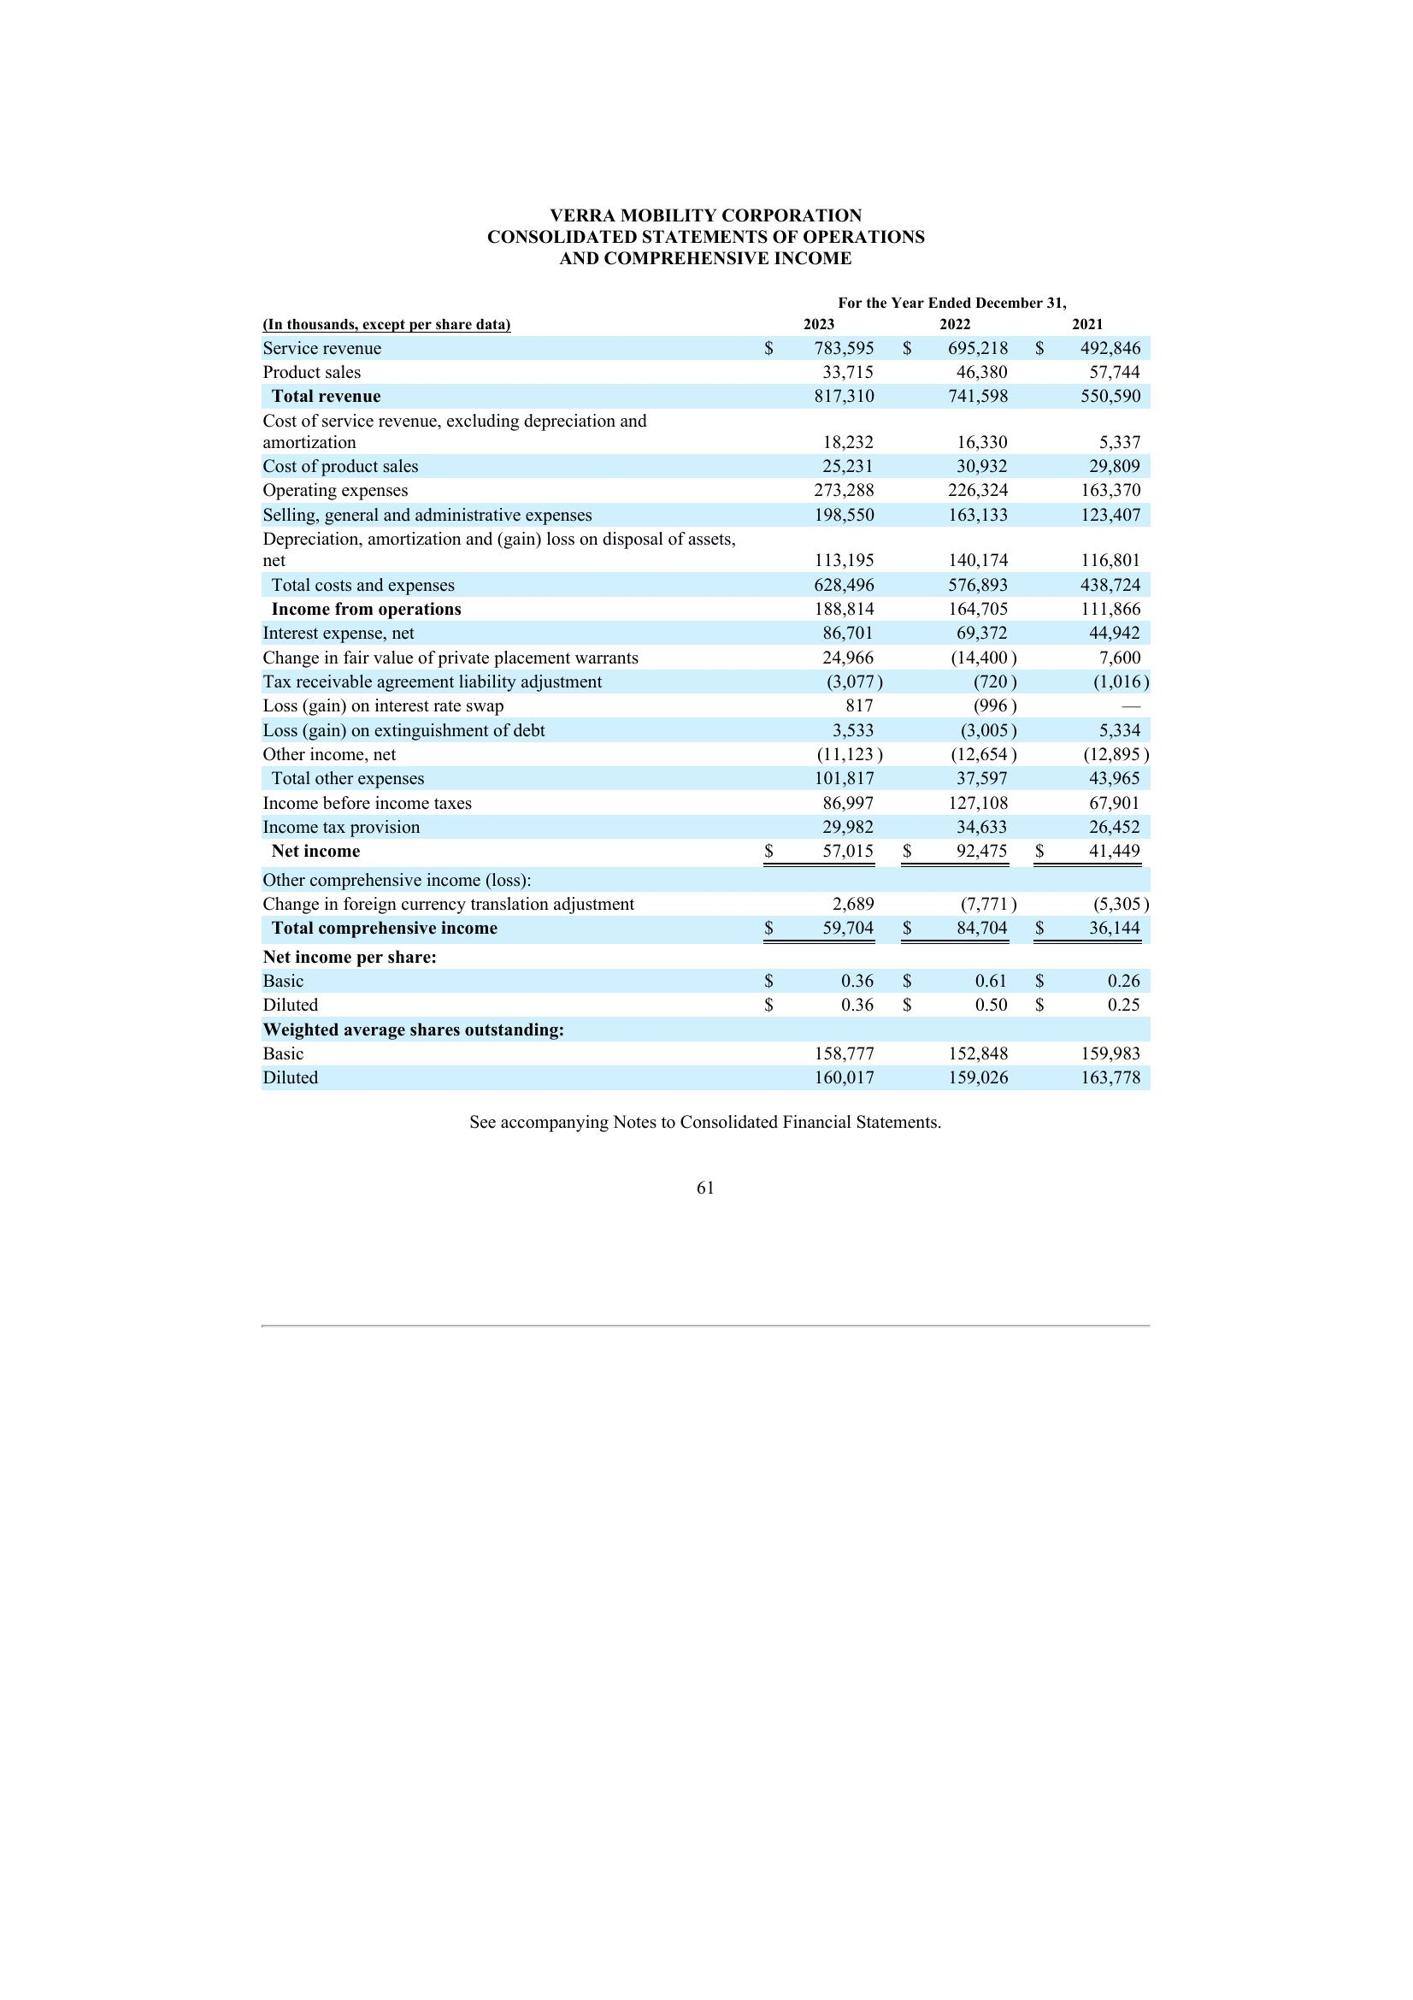 VERRA MOBILITY CORPORATION
CONSOLIDATED STATEMENTS OF OPERATIONS
AND COMPREHENSIVE INCOME
For the Year Ended December 31,
(In thousands, except per share data) 2023 2022 2021
Service revenue $ 783,595 $ 695,218 $ 492,846
Product sales 33,715 46,380 57,744
Total revenue 817,310 741,598 550,590
Cost of service revenue, excluding depreciation and
amortization 18,232 16,330 5,337
Cost of product sales 25,231 30,932 29,809
Operating expenses 273,288 226,324 163,370
Selling, general and administrative expenses 198,550 163,133 123,407
Depreciation, amortization and (gain) loss on disposal of assets,
net 113,195 140,174 116,801
Total costs and expenses 628,496 576,893 438,724
Income from operations 188,814 164,705 111,866
Interest expense, net 86,701 69,372 44,942
Change in fair value of private placement warrants 24,966 (14,400 ) 7,600
Tax receivable agreement liability adjustment (3,077 ) (720 ) (1,016 )
Loss (gain) on interest rate swap 817 (996 ) —
Loss (gain) on extinguishment of debt 3,533 (3,005 ) 5,334
Other income, net (11,123 ) (12,654 ) (12,895 )
Total other expenses 101,817 37,597 43,965
Income before income taxes 86,997 127,108 67,901
Income tax provision 29,982 34,633 26,452
Net income $ 57,015 $ 92,475 $ 41,449
Other comprehensive income (loss):
Change in foreign currency translation adjustment 2,689 (7,771 ) (5,305 )
Total comprehensive income $ 59,704 $ 84,704 $ 36,144
Net income per share:
Basic $ 0.36 $ 0.61 $ 0.26
Diluted $ 0.36 $ 0.50 $ 0.25
Weighted average shares outstanding:
Basic 158,777 152,848 159,983
Diluted 160,017 159,026 163,778
See accompanying Notes to Consolidated Financial Statements.
61